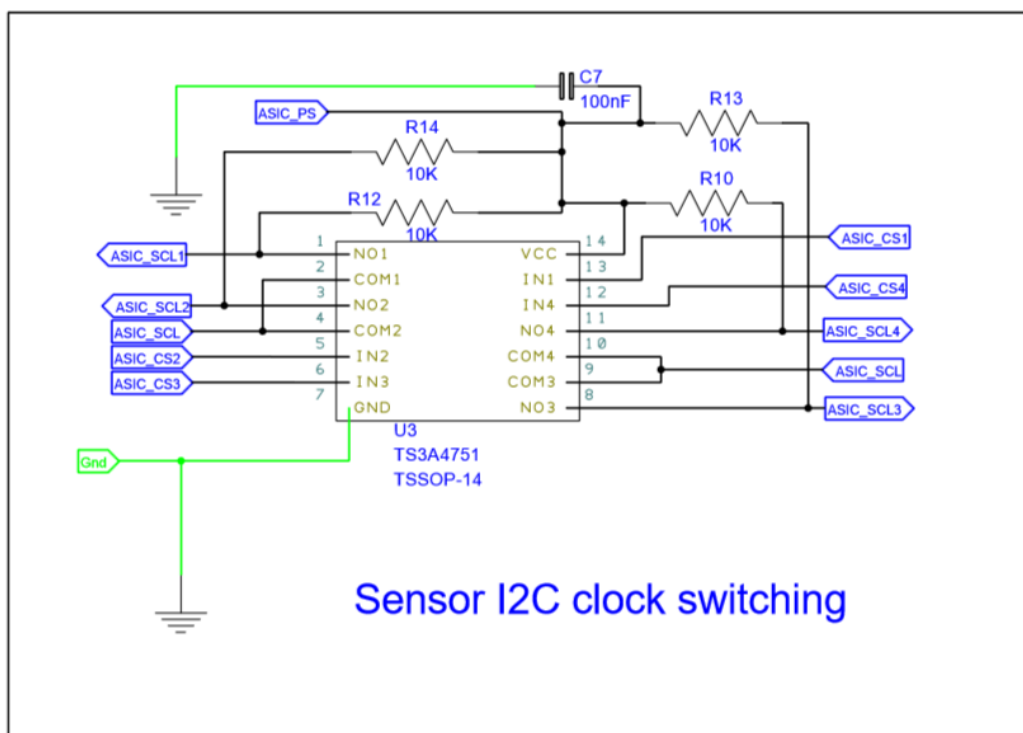 C7
100nF
ASIC_PS
R13
10K
R14
10K
R12
10K
R10
10K
1 NO1
2 COM1
3 NO2
4 COM2
5 IN2
6 IN3
7 GND
VCC 14
IN1 13
IN4 12
NO4 11
COM4 10
COM3 9
NO3 8
ASIC_SCL1
ASIC_SCL2
ASIC_SCL
ASIC_CS2
ASIC_CS3
ASIC_CS1
ASIC_CS4
ASIC_SCL4
ASIC_SCL
ASIC_SCL3
U3
TS3A4751
TSSOP-14
Gnd
Sensor I2C clock switching